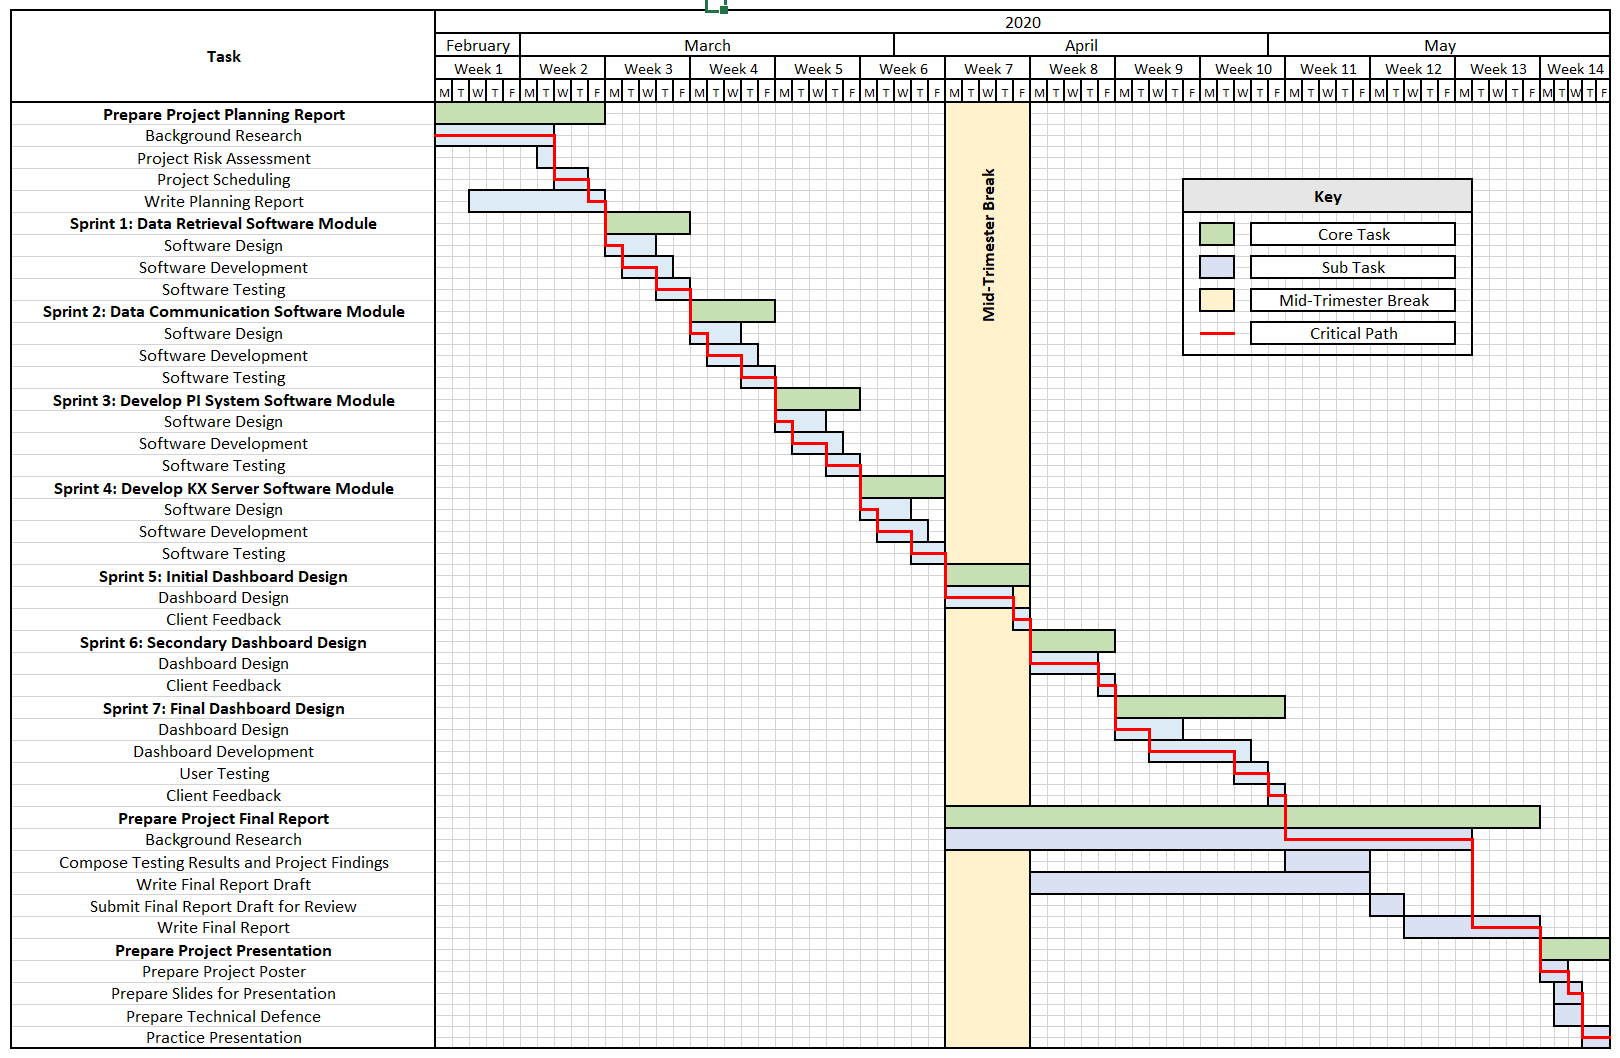 2020
Task
February March April May
Week 1 Week 2 Week 3 Week 4 Week 5 Week 6 Week 7 Week 8 Week 9 Week 10 Week 11 Week 12 Week 13 Week 14
M T W T F M T W T F M T W T F M T W T F M T W T F M T W T F M T W T F M T W T F M T W T F M T W T F M T W T F M T W T F M T W T F M T W T F
Prepare Project Planning Report
Background Research
Project Risk Assessment
Project Scheduling
Write Planning Report
Sprint 1: Data Retrieval Software Module
Software Design
Software Development
Software Testing
Sprint 2: Data Communication Software Module
Software Design
Software Development
Software Testing
Sprint 3: Develop PI System Software Module
Software Design
Software Development
Software Testing
Sprint 4: Develop KX Server Software Module
Software Design
Software Development
Software Testing
Sprint 5: Initial Dashboard Design
Dashboard Design
Client Feedback
Sprint 6: Secondary Dashboard Design
Dashboard Design
Client Feedback
Sprint 7: Final Dashboard Design
Dashboard Design
Dashboard Development
User Testing
Client Feedback
Prepare Project Final Report
Background Research
Compose Testing Results and Project Findings
Write Final Report Draft
Submit Final Report Draft for Review
Write Final Report
Prepare Project Presentation
Prepare Project Poster
Prepare Slides for Presentation
Prepare Technical Defence
Practice Presentation
Mid-Trimester Break
Key
Core Task
Sub Task
Mid-Trimester Break
Critical Path